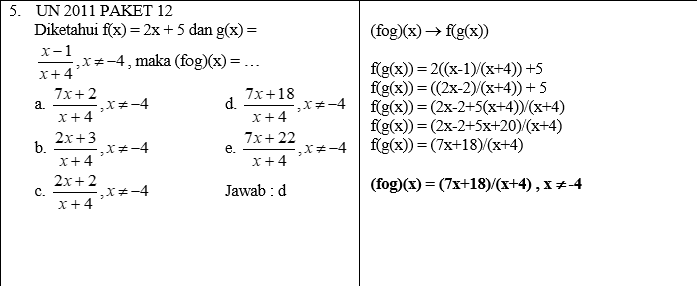 5. UN 2011 PAKET 12
Diketahui f(x) = 2x + 5 dan g(x) =
x − 1
x + 4 , x ≠ −4 , maka (fog)(x) = …
a. (7x + 2)/(x + 4) , x ≠ −4 d. (7x + 18)/(x + 4) , x ≠ −4
b. (2x + 3)/(x + 4) , x ≠ −4 e. (7x + 22)/(x + 4) , x ≠ −4
c. (2x + 2)/(x + 4) , x ≠ −4 Jawab : d
(fog)(x) → f(g(x))
f(g(x)) = 2((x-1)/(x+4)) +5
f(g(x)) = ((2x-2)/(x+4)) + 5
f(g(x)) = (2x-2+5(x+4))/(x+4)
f(g(x)) = (2x-2+5x+20)/(x+4)
f(g(x)) = (7x+18)/(x+4)
(fog)(x) = (7x+18)/(x+4) , x ≠ -4